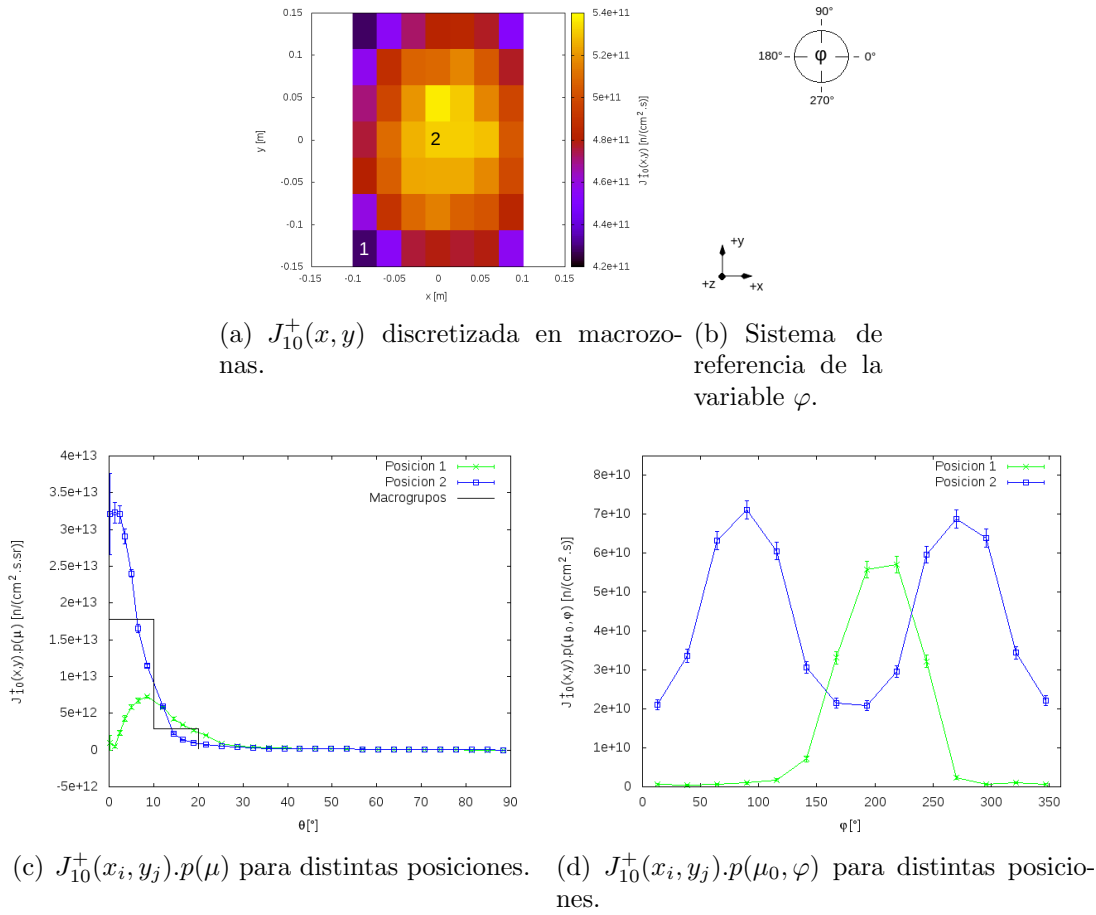 0.15
0.1
0.05
0
-0.05
-0.1
-0.15
y [m]
-0.15 -0.1 -0.05 0 0.05 0.1 0.15
x [m]
1
2
5.4e+11
5.2e+11
5e+11
4.8e+11
4.6e+11
4.4e+11
4.2e+11
J⁺₁₀(x,y) [n/(cm².s)]
90°
180° φ 0°
270°
+y
+z +x
(a) J⁺₁₀(x, y) discretizada en macrozo-
nas.
(b) Sistema de
referencia de la
variable φ.
4e+13
3.5e+13
3e+13
2.5e+13
2e+13
1.5e+13
1e+13
5e+12
0
-5e+12
J⁺₁₀(x,y).p(μ) [n/(cm².s.sr)]
Posicion 1
Posicion 2
Macrogrupos
0 10 20 30 40 50 60 70 80 90
θ[°]
8e+10
7e+10
6e+10
5e+10
4e+10
3e+10
2e+10
1e+10
0
J⁺₁₀(x,y).p(μ₀,φ) [n/(cm².s)]
Posicion 1
Posicion 2
0 50 100 150 200 250 300 350
φ[°]
(c) J⁺₁₀(xᵢ, yⱼ).p(μ) para distintas posiciones.
(d) J⁺₁₀(xᵢ, yⱼ).p(μ₀, φ) para distintas posicio-
nes.